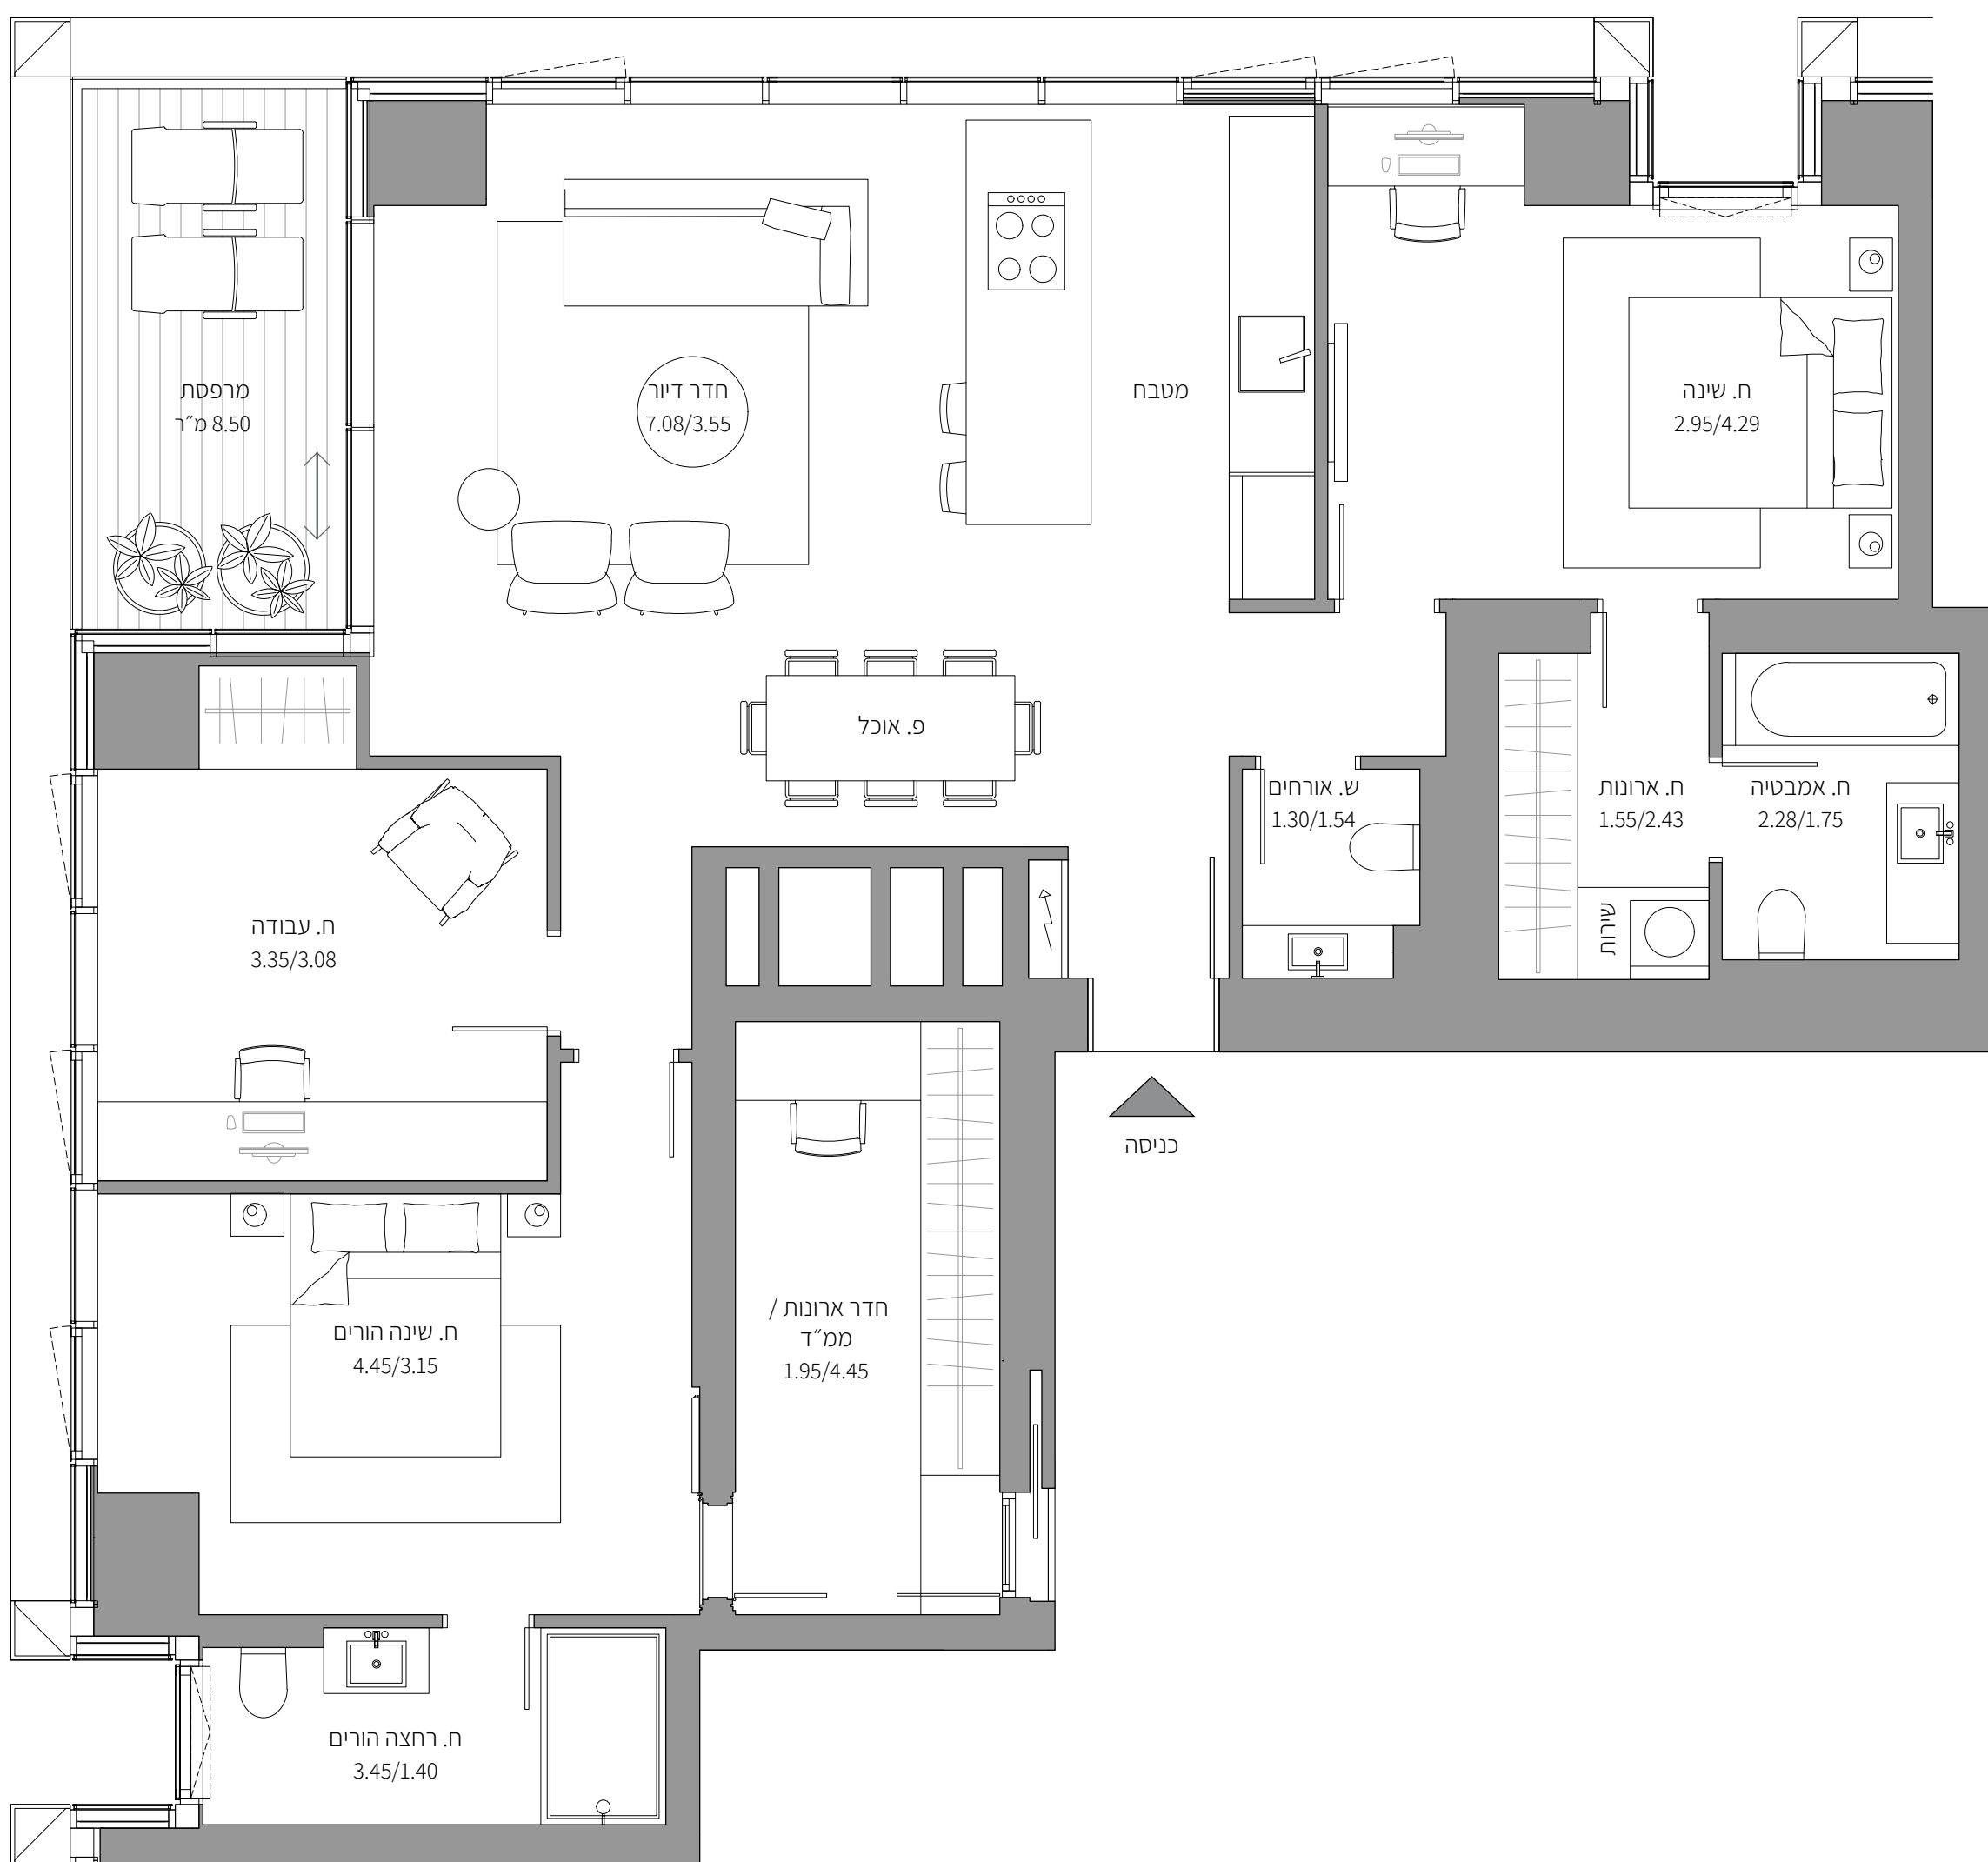 מרפסת
8.50 מ״ר
חדר דיור
7.08/3.55
מטבח
ח. שינה
2.95/4.29
פ. אוכל
ש. אורחים
1.30/1.54
ח. ארונות
1.55/2.43
ח. אמבטיה
2.28/1.75
שירות
ח. עבודה
3.35/3.08
כניסה
ח. שינה הורים
4.45/3.15
חדר ארונות /
ממ״ד
1.95/4.45
ח. רחצה הורים
3.45/1.40